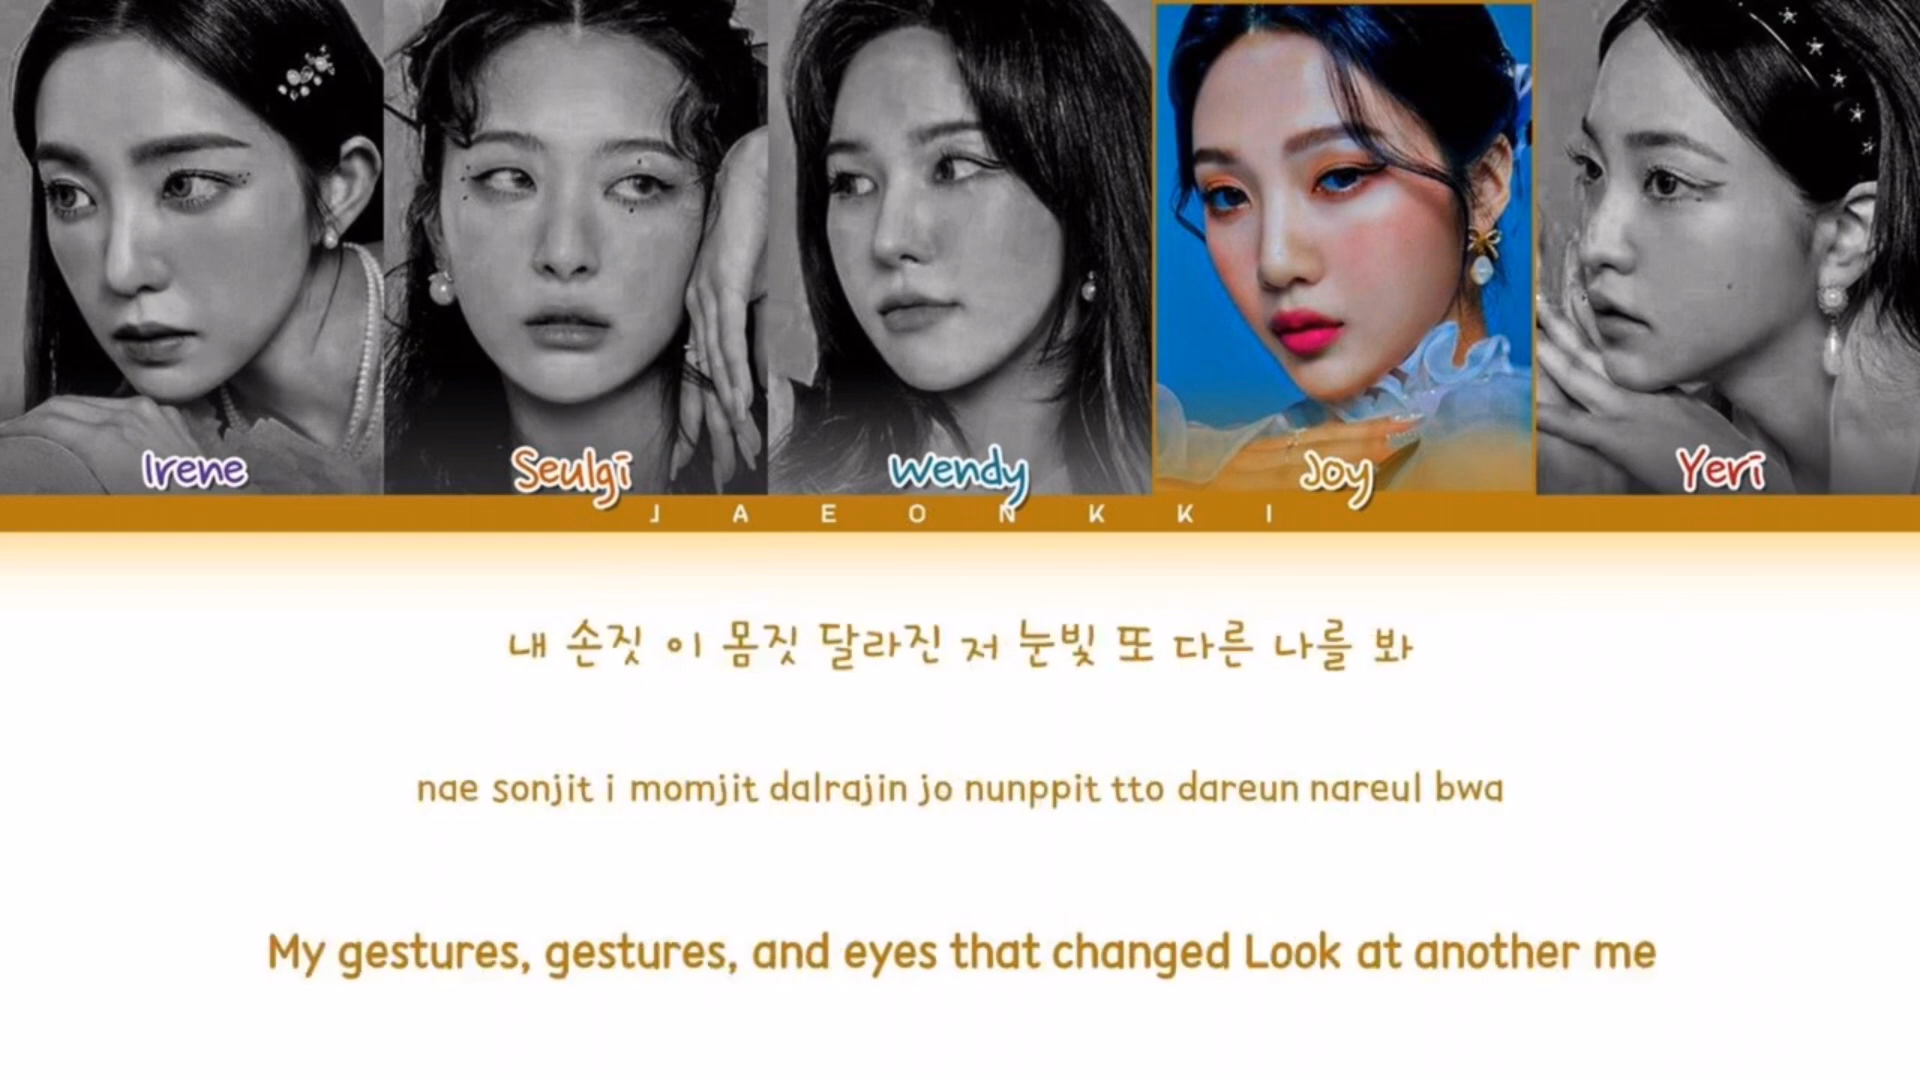 Irene
Seulgi
Wendy
Joy
Yeri
JAEONKKI
내 손짓 이 몸짓 달라진 저 눈빛 또 다른 나를 봐
nae sonjit i momjit dalrajin jo nunppit tto dareun nareul bwa
My gestures, gestures, and eyes that changed Look at another me